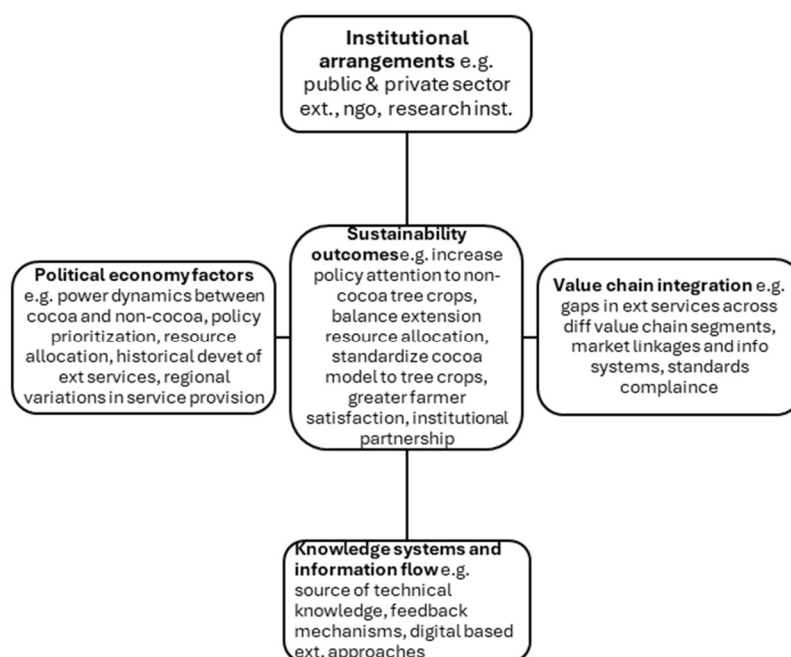 Institutional
arrangements e.g.
public & private sector
ext., ngo, research inst.
Political economy factors
e.g. power dynamics between
cocoa and non-cocoa, policy
prioritization, resource
allocation, historical devet of
ext services, regional
variations in service provision
Sustainability
outcomes e.g. increase
policy attention to non-
cocoa tree crops,
balance extension
resource allocation,
standardize cocoa
model to tree crops,
greater farmer
satisfaction, institutional
partnership
Value chain integration e.g.
gaps in ext services across
diff value chain segments,
market linkages and info
systems, standards
complaince
Knowledge systems and
information flow e.g.
source of technical
knowledge, feedback
mechanisms, digital based
ext. approaches